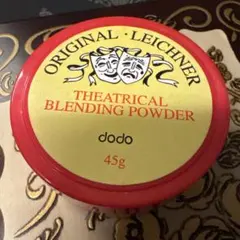 ORIGINAL · LEICHNER
THEATRICAL
BLENDING POWDER
dodo
45g